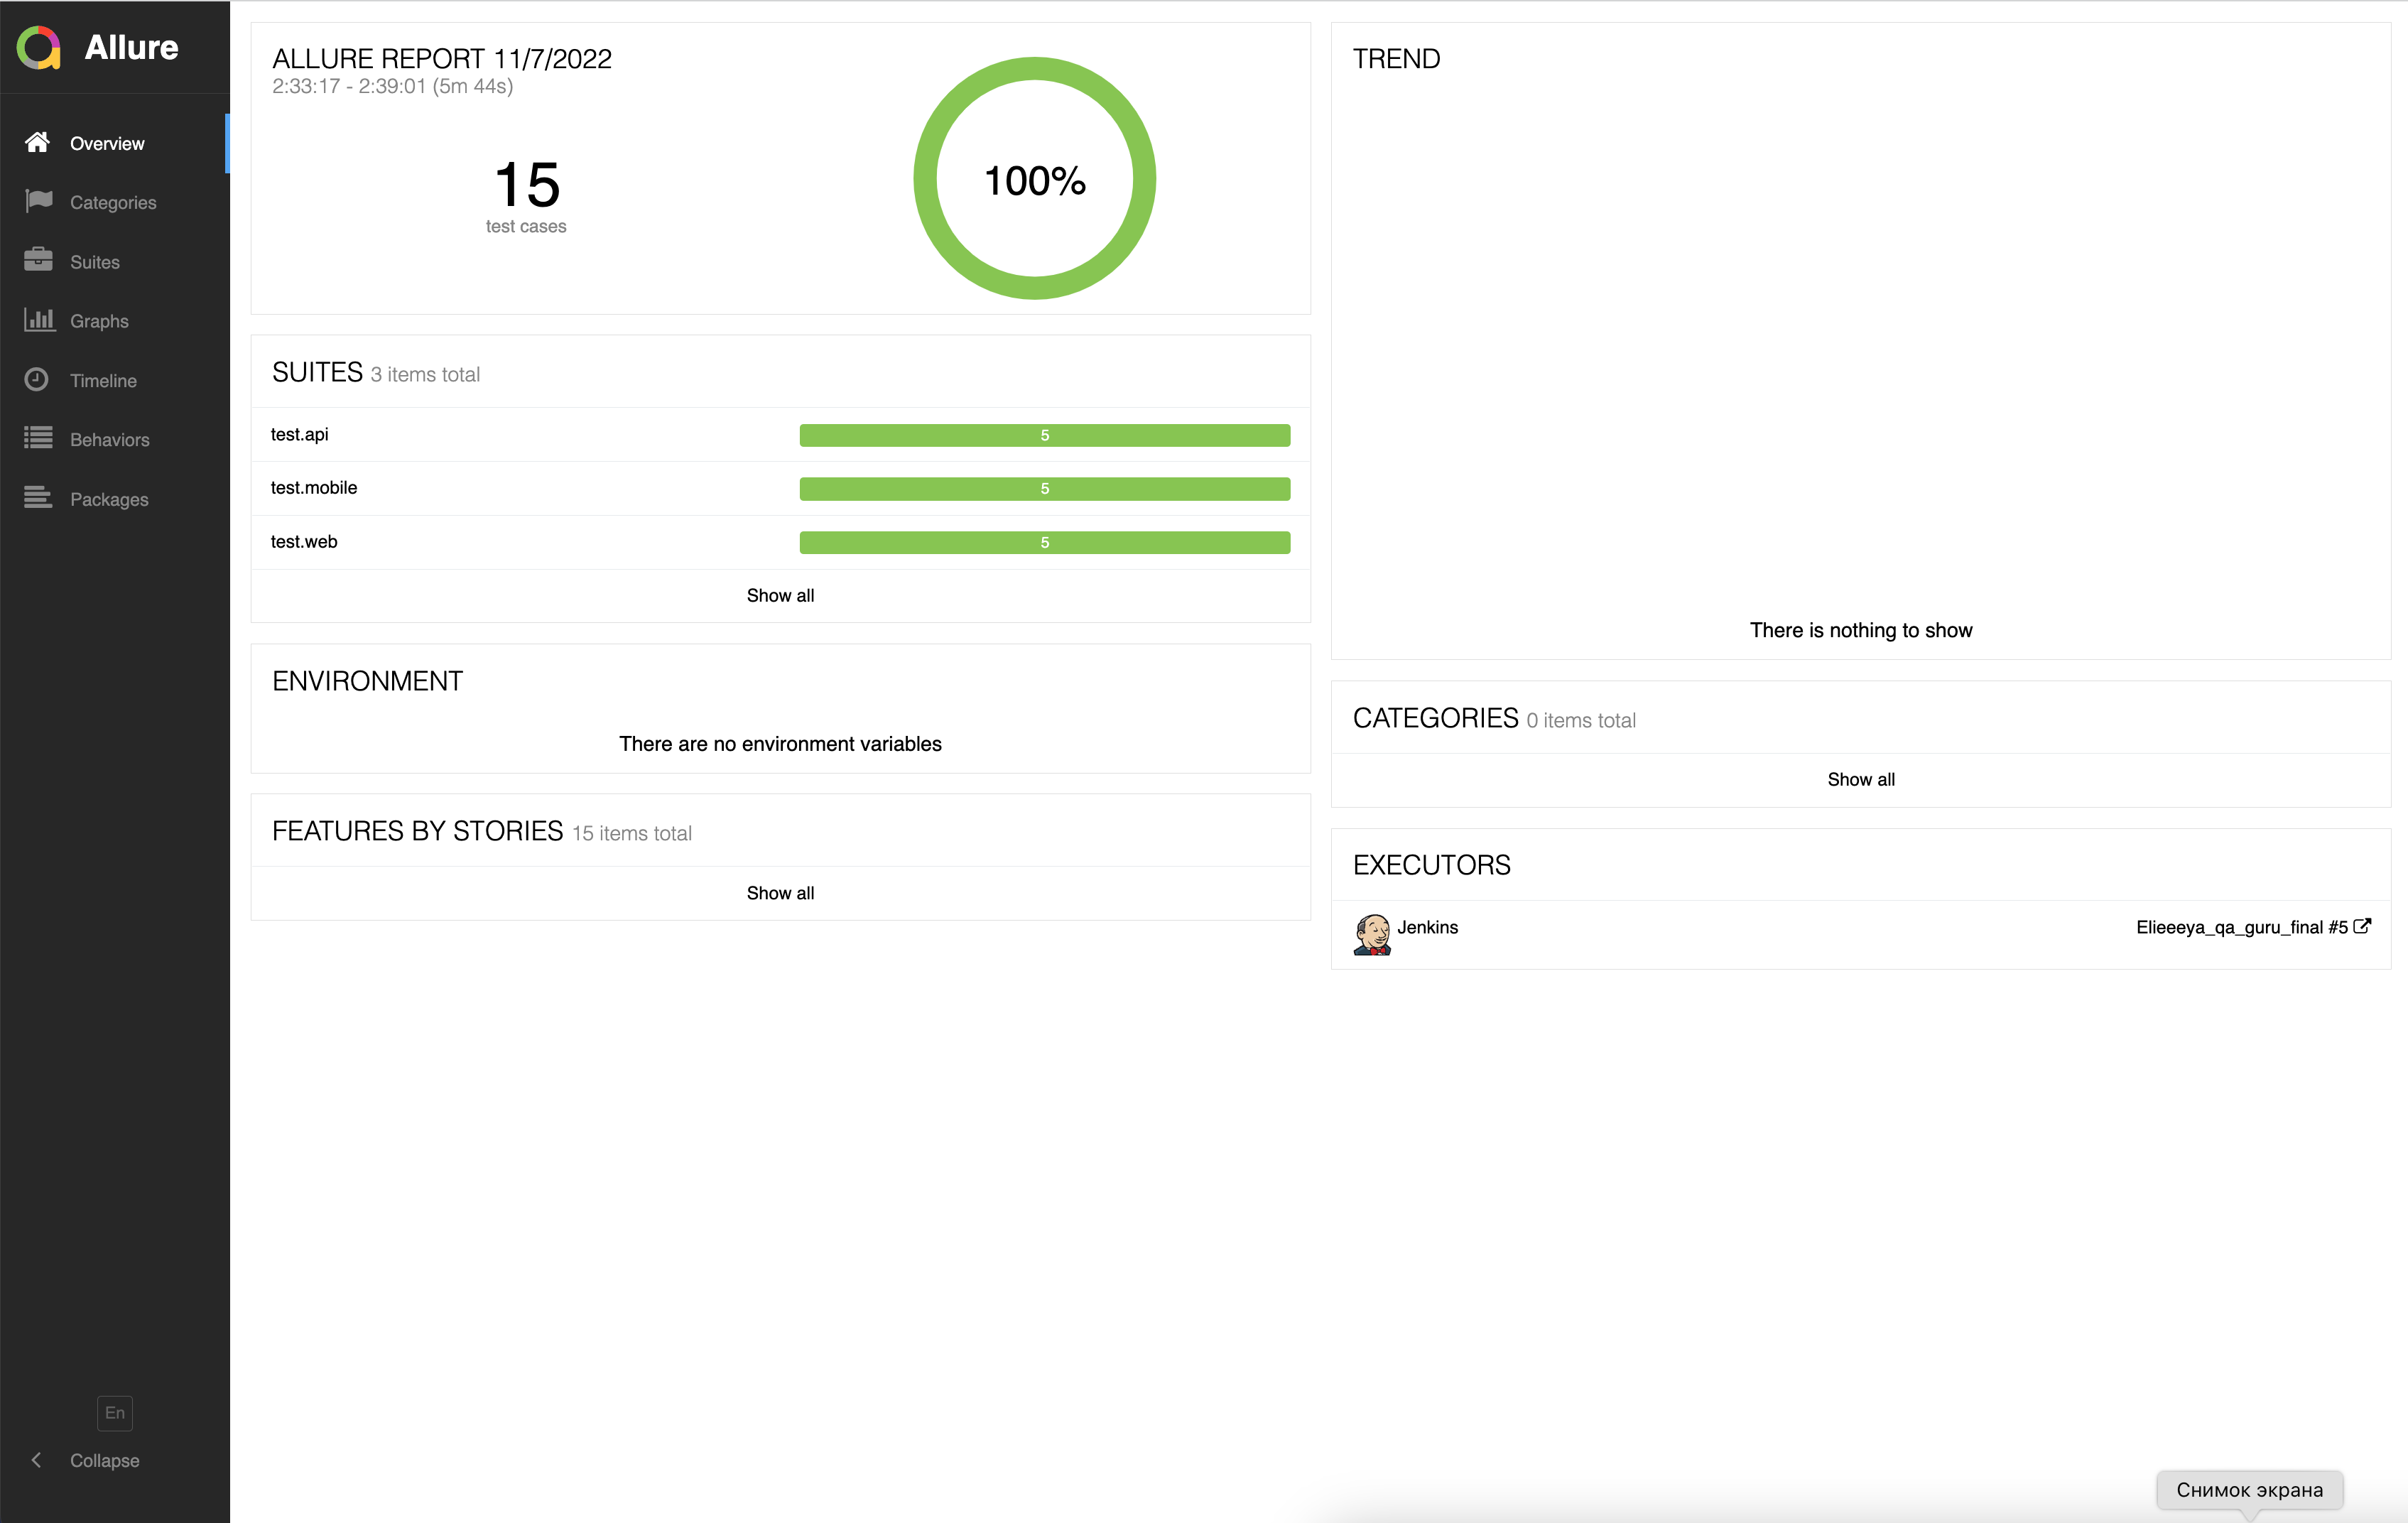 Allure
Overview
Categories
Suites
Graphs
Timeline
Behaviors
Packages
En
Collapse
ALLURE REPORT 11/7/2022
2:33:17 - 2:39:01 (5m 44s)
15
test cases
100%
SUITES 3 items total
test.api 5
test.mobile 5
test.web 5
Show all
ENVIRONMENT
There are no environment variables
FEATURES BY STORIES 15 items total
Show all
TREND
There is nothing to show
CATEGORIES 0 items total
Show all
EXECUTORS
Jenkins Elieeeya_qa_guru_final #5
Снимок экрана